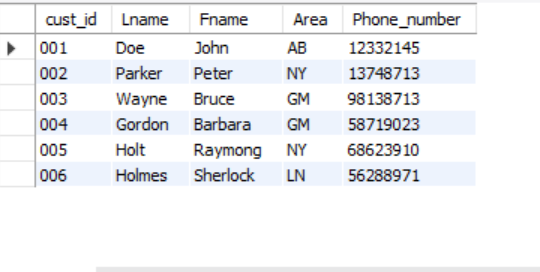 cust_id Lname Fname Area Phone_number
001 Doe John AB 12332145
002 Parker Peter NY 13748713
003 Wayne Bruce GM 98138713
004 Gordon Barbara GM 58719023
005 Holt Raymong NY 68623910
006 Holmes Sherlock LN 56288971